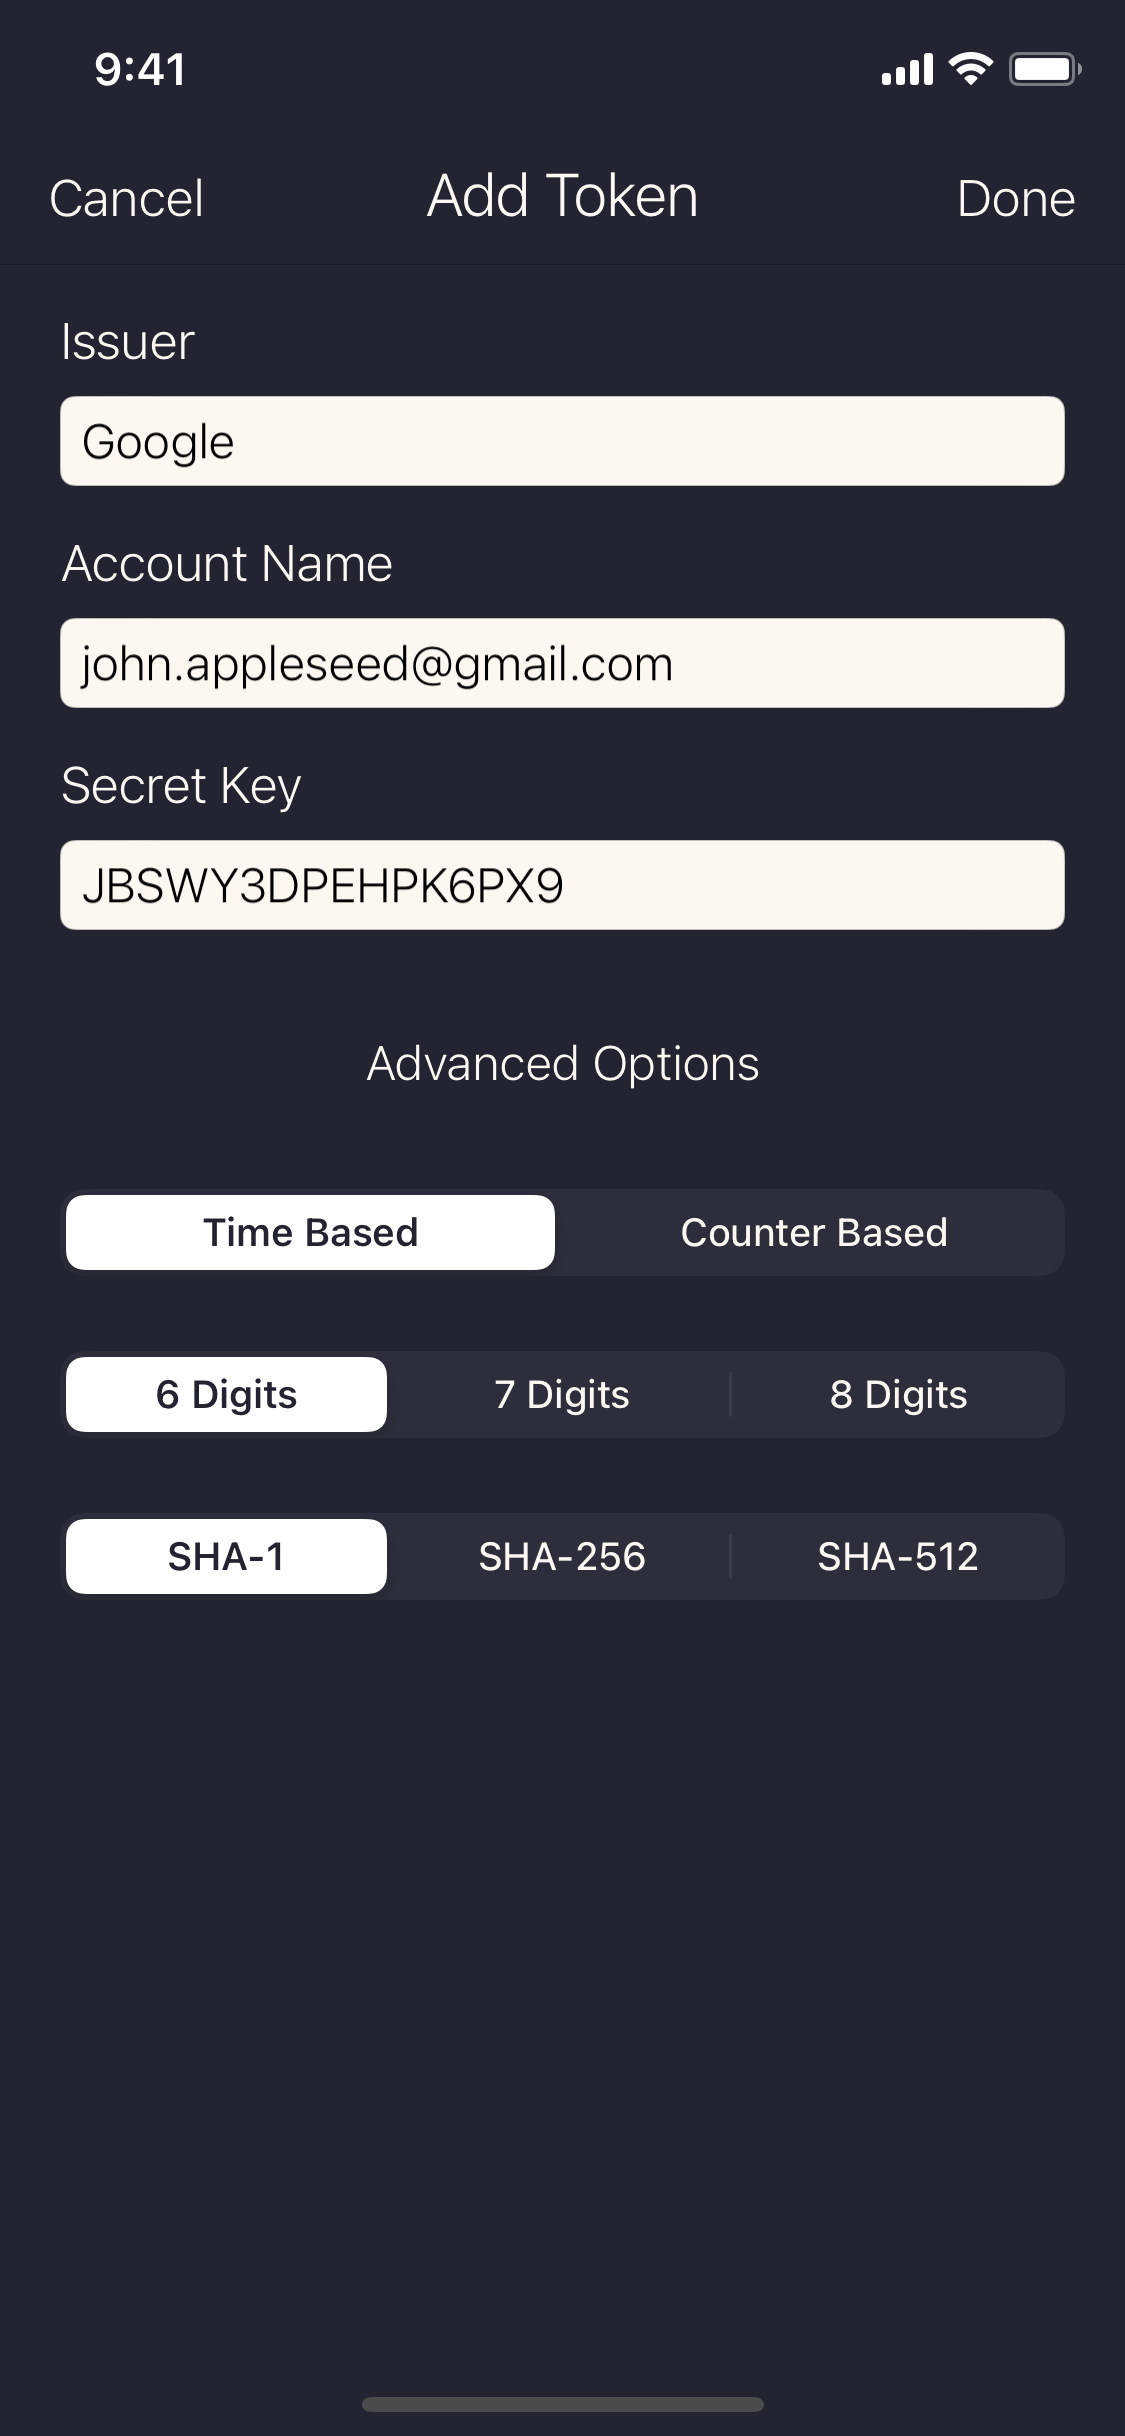 9:41
Cancel Add Token Done
Issuer
Google
Account Name
john.appleseed@gmail.com
Secret Key
JBSWY3DPEHPK6PX9
Advanced Options
Time Based Counter Based
6 Digits 7 Digits 8 Digits
SHA-1 SHA-256 SHA-512